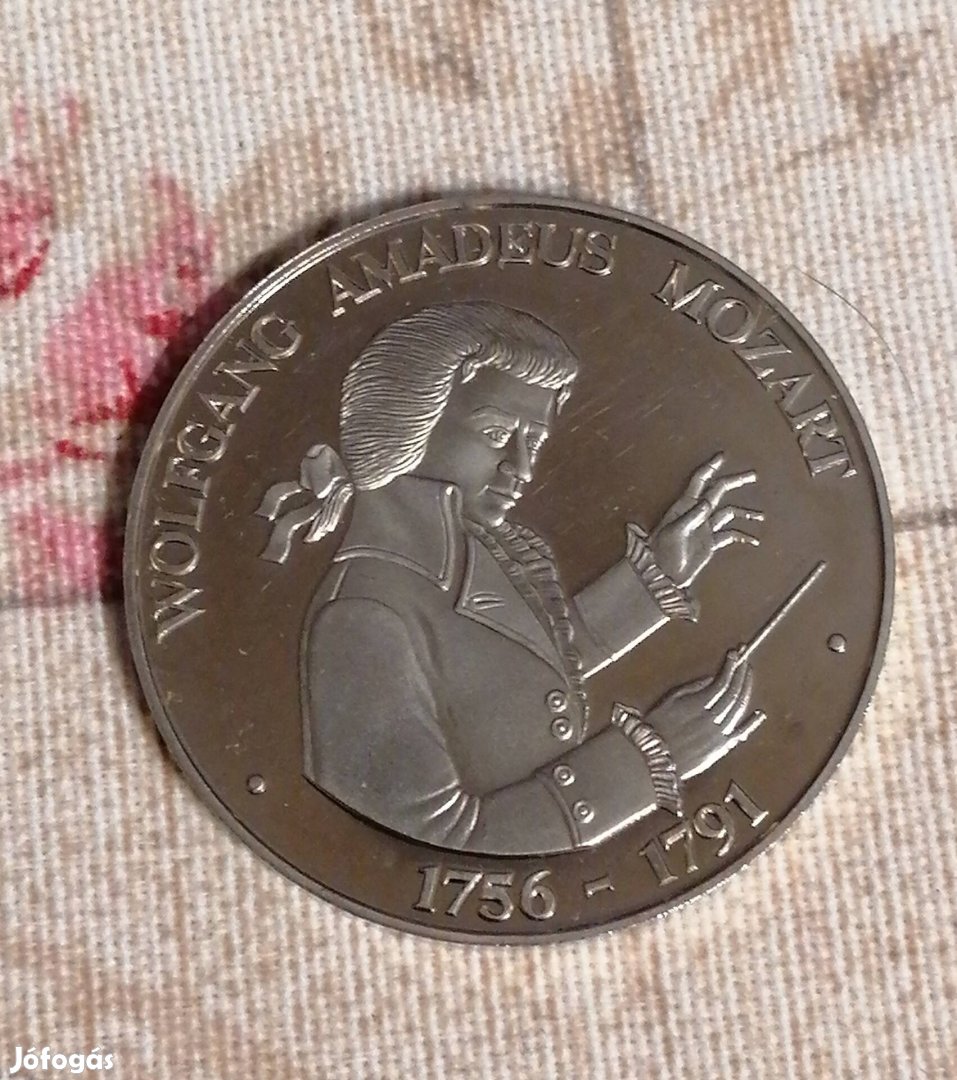 WOLFGANG AMADEUS MOZART
1756 - 1791
Jófogás